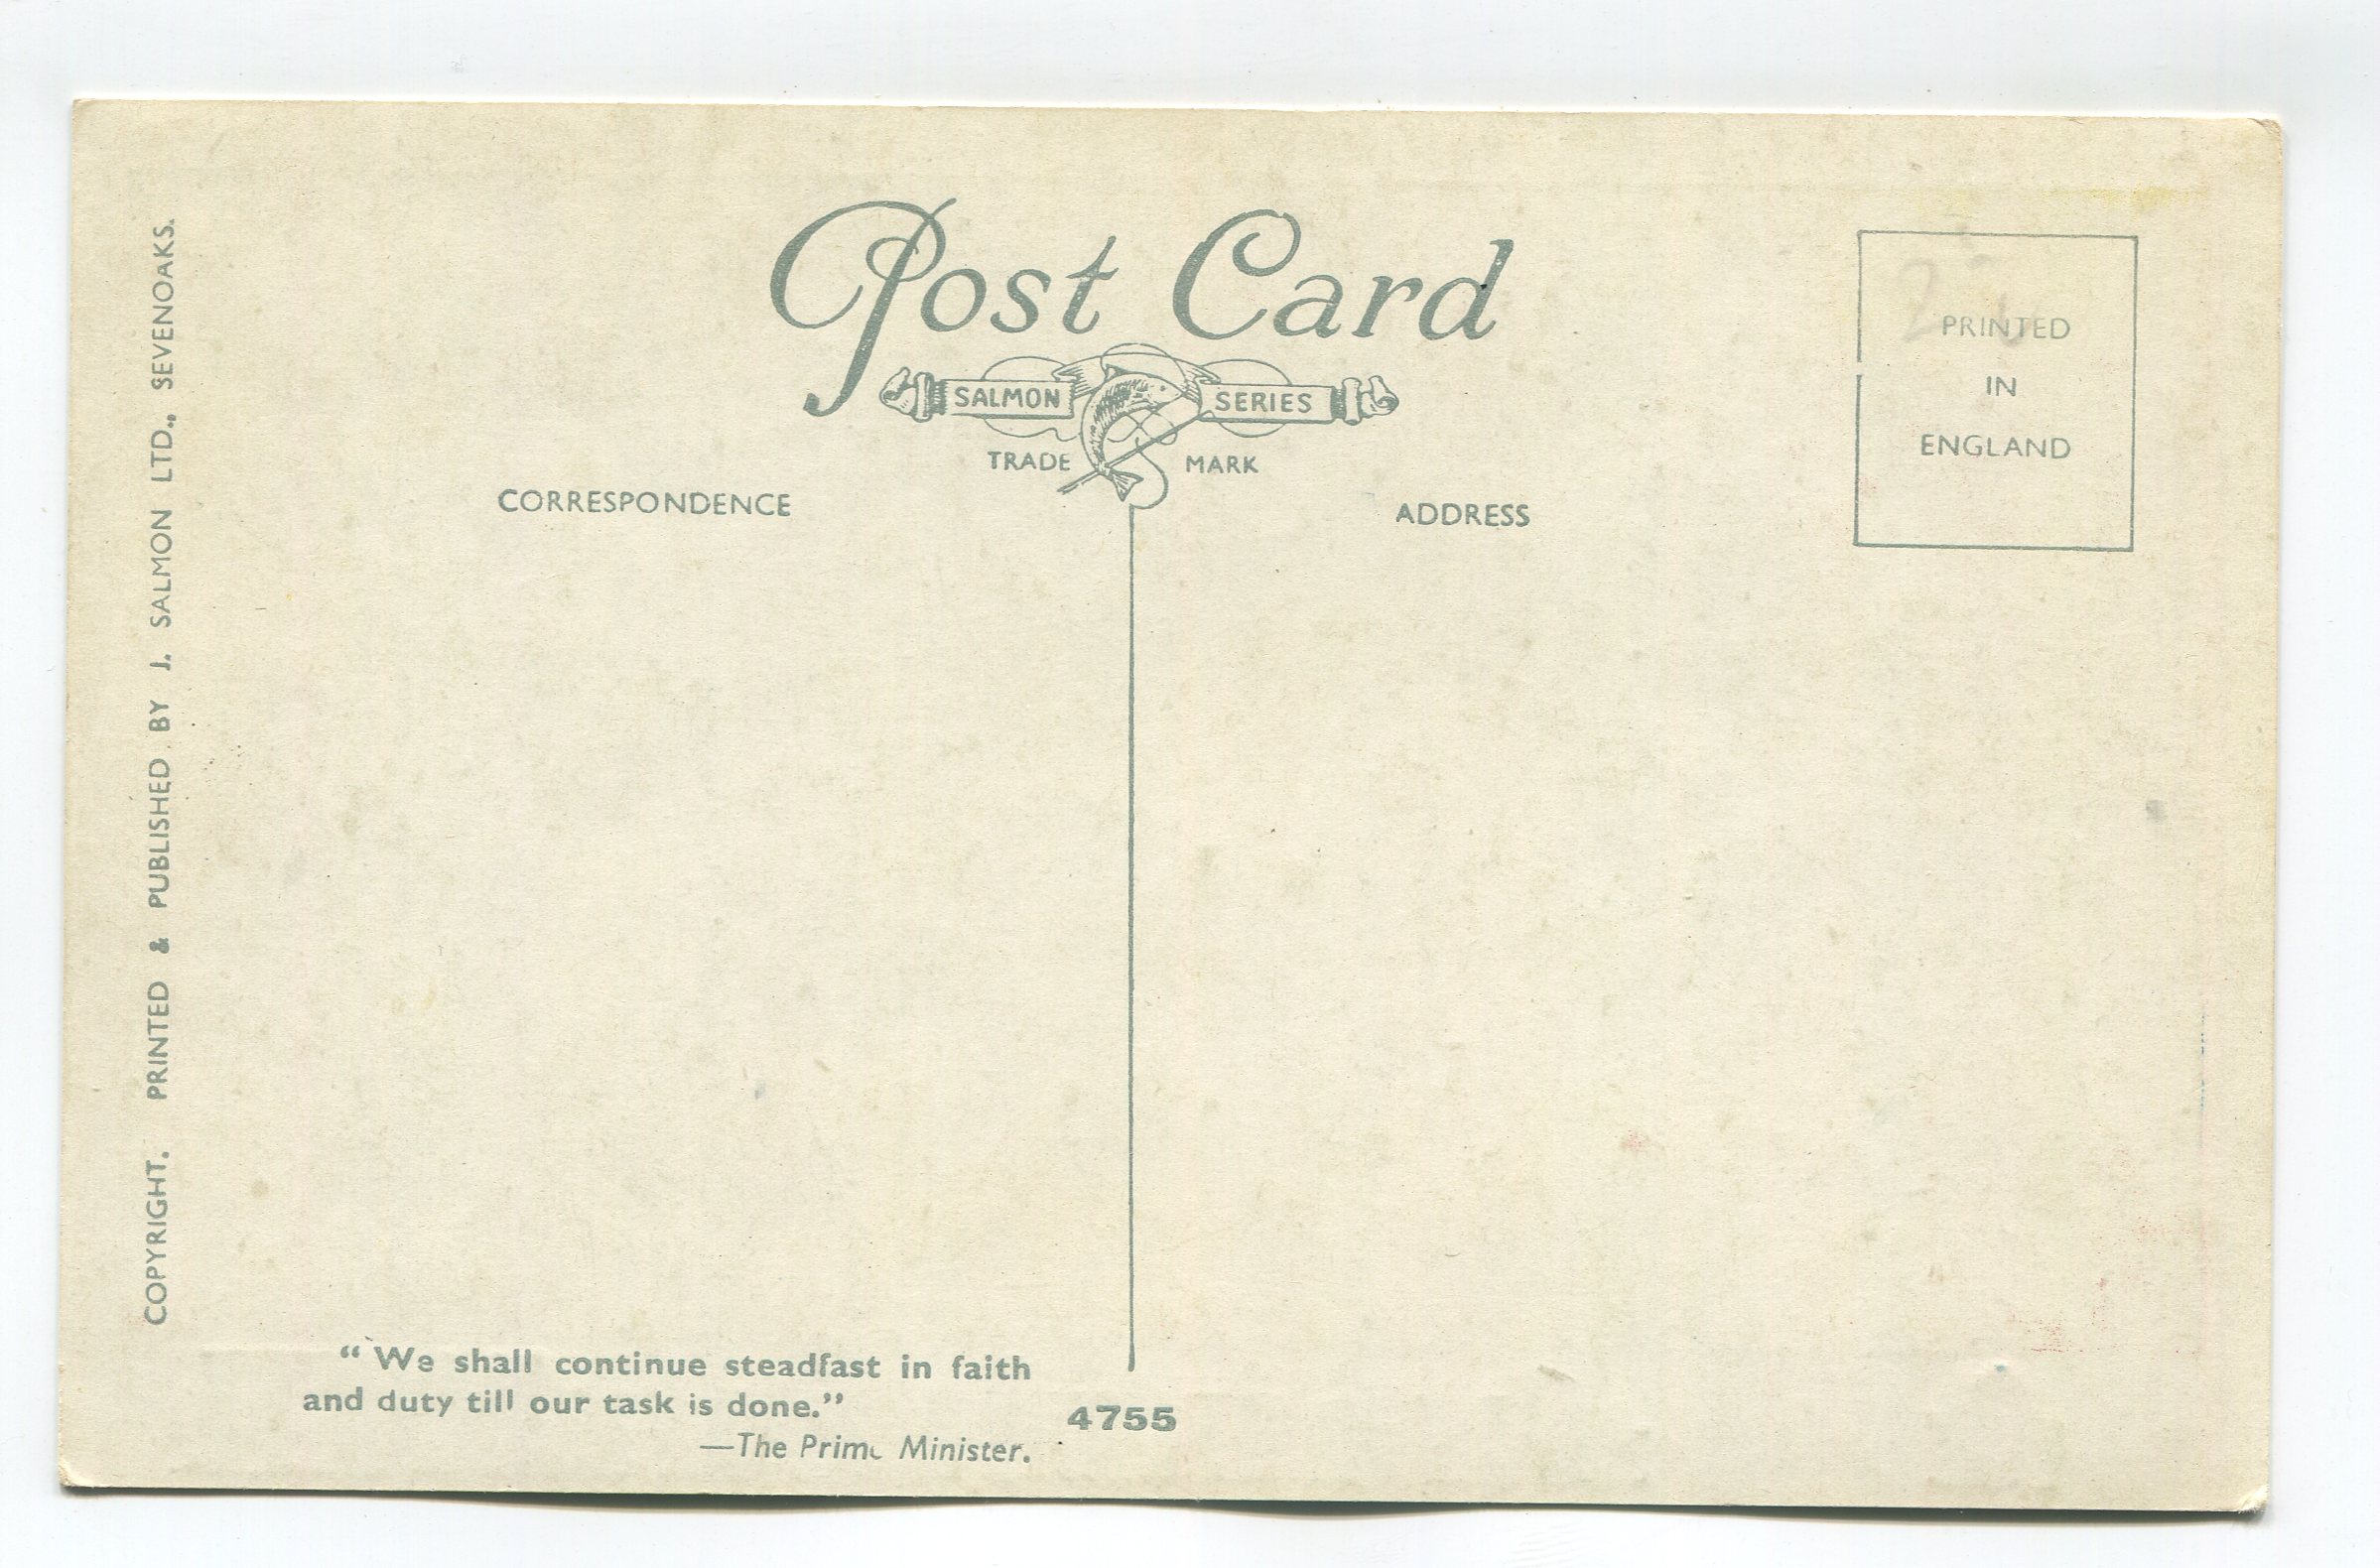 Post Card
SALMON SERIES
TRADE MARK
CORRESPONDENCE
ADDRESS
PRINTED
IN
ENGLAND
COPYRIGHT. PRINTED & PUBLISHED BY J. SALMON LTD., SEVENOAKS.
“We shall continue steadfast in faith
and duty till our task is done.”
—The Prime Minister.
4755